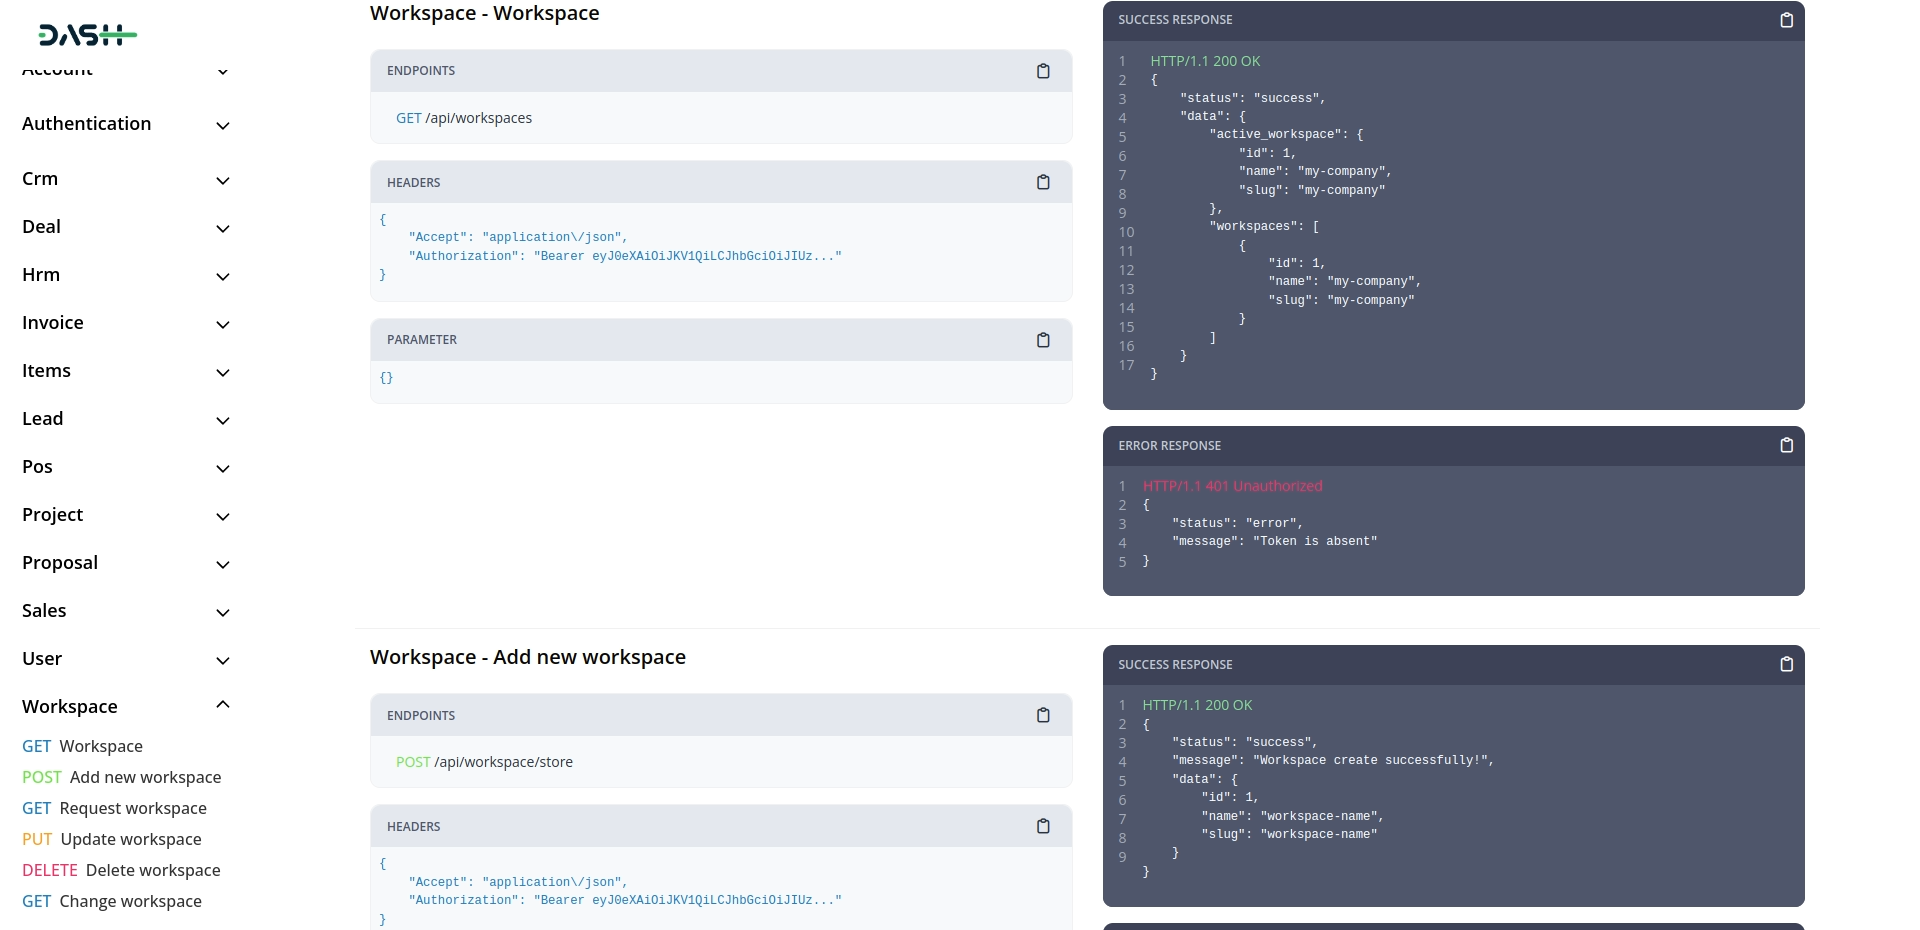 DASH
Account
Authentication
Crm
Deal
Hrm
Invoice
Items
Lead
Pos
Project
Proposal
Sales
User
Workspace
GET Workspace
POST Add new workspace
GET Request workspace
PUT Update workspace
DELETE Delete workspace
GET Change workspace
Workspace - Workspace
ENDPOINTS
GET /api/workspaces
HEADERS
{
    "Accept": "application\/json",
    "Authorization": "Bearer eyJ0eXAiOiJKV1QiLCJhbGciOiJIUz..."
}
PARAMETER
{}
SUCCESS RESPONSE
1 HTTP/1.1 200 OK
2 {
3     "status": "success",
4     "data": {
5         "active_workspace": {
6             "id": 1,
7             "name": "my-company",
8             "slug": "my-company"
9         },
10         "workspaces": [
11             {
12                 "id": 1,
13                 "name": "my-company",
14                 "slug": "my-company"
15             }
16         ]
17     }
}
ERROR RESPONSE
1 HTTP/1.1 401 Unauthorized
2 {
3     "status": "error",
4     "message": "Token is absent"
5 }
Workspace - Add new workspace
ENDPOINTS
POST /api/workspace/store
HEADERS
{
    "Accept": "application\/json",
    "Authorization": "Bearer eyJ0eXAiOiJKV1QiLCJhbGciOiJIUz..."
}
SUCCESS RESPONSE
1 HTTP/1.1 200 OK
2 {
3     "status": "success",
4     "message": "Workspace create successfully!",
5     "data": {
6         "id": 1,
7         "name": "workspace-name",
8         "slug": "workspace-name"
9     }
}